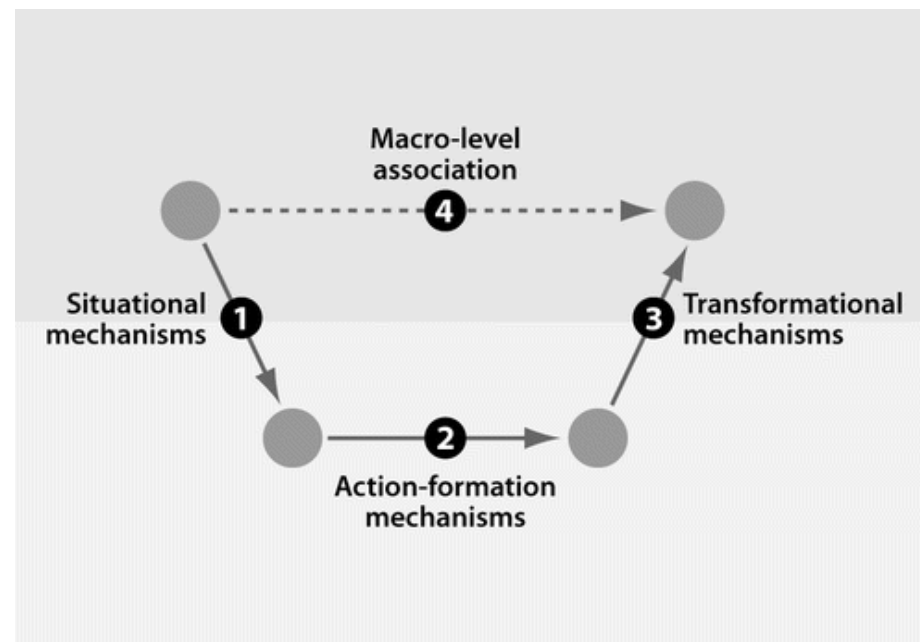 Macro-level
association
4
Situational
mechanisms
1
3
Transformational
mechanisms
2
Action-formation
mechanisms